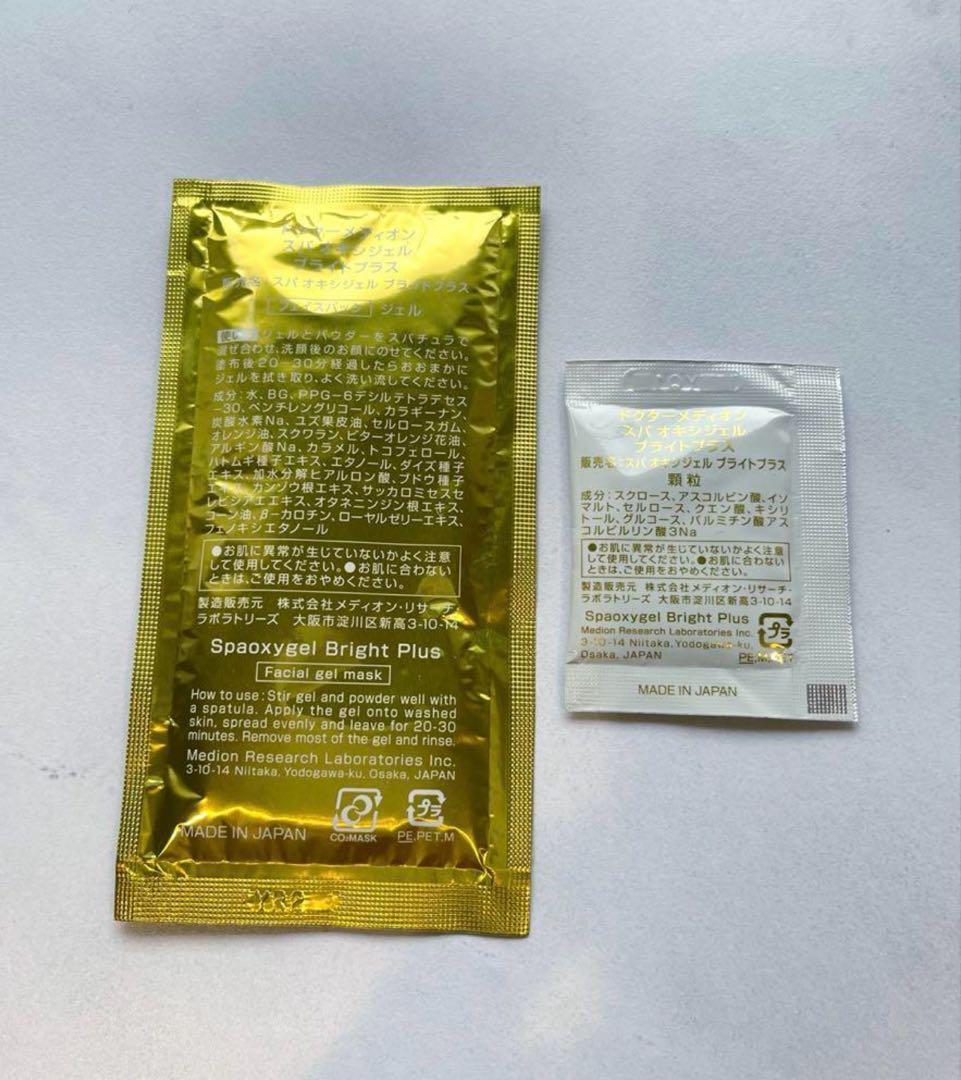 ドクターメディオン
スパ オキシジェル
ブライトプラス
販売名:スパ オキシジェル ブライトプラス
フェイスパック ジェル
使い方 ジェルとパウダーをスパチュラで
混ぜ合わせ、洗顔後のお顔にのせてください。
塗布後20-30分経過したらおおまかに
ジェルを拭き取り、よく洗い流してください。
成分:水、BG、PPG-6デシルテトラデセス
-30、ペンチレングリコール、カラギーナン、
炭酸水素Na、ユズ果皮油、セルロースガム、
オレンジ油、スクワラン、ビターオレンジ花油、
アルギン酸Na、カラメル、トコフェロール、
ハトムギ種子エキス、エタノール、ダイズ種子
エキス、加水分解ヒアルロン酸、ブドウ種子
エキス、カンゾウ根エキス、サッカロミセスセ
レビシアエエキス、オタネニンジン根エキス、
コーン油、β-カロチン、ローヤルゼリーエキス、
フェノキシエタノール
●お肌に異常が生じていないかよく注意
して使用してください。●お肌に合わない
ときは、ご使用をおやめください。
製造販売元 株式会社メディオン・リサーチ・
ラボラトリーズ 大阪市淀川区新高3-10-14
Spaoxygel Bright Plus
Facial gel mask
How to use : Stir gel and powder well with
a spatula. Apply the gel onto washed
skin, spread evenly and leave for 20-30
minutes. Remove most of the gel and rinse.
Medion Research Laboratories Inc.
3-10-14 Niitaka, Yodogawa-ku, Osaka, JAPAN
MADE IN JAPAN
CO2MASK
プラ
PE.PET.M
ドクターメディオン
スパ オキシジェル
ブライトプラス
販売名:スパ オキシジェル ブライトプラス
顆粒
成分:スクロース、アスコルビン酸、イソ
マルト、セルロース、クエン酸、キシリ
トール、グルコース、パルミチン酸アス
コルビルリン酸3Na
●お肌に異常が生じていないかよく注意
して使用してください。●お肌に合わない
ときは、ご使用をおやめください。
製造販売元 株式会社メディオン・リサーチ・
ラボラトリーズ 大阪市淀川区新高3-10-14
Spaoxygel Bright Plus
Medion Research Laboratories Inc.
3-10-14 Niitaka, Yodogawa-ku,
Osaka, JAPAN
プラ
PE.M.PET
MADE IN JAPAN